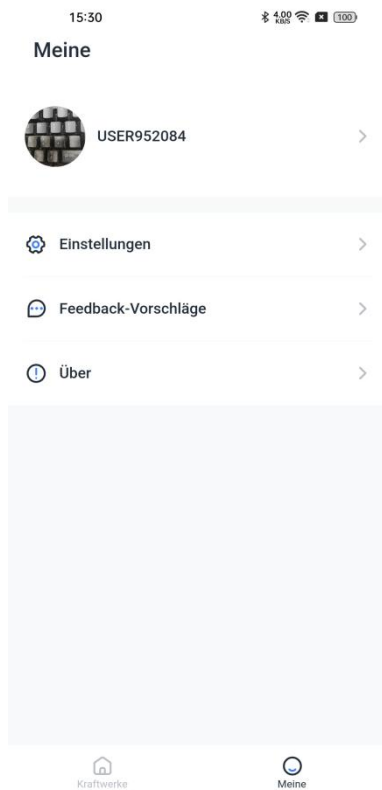 15:30 4.00 KB/S 100
Meine
USER952084
Einstellungen
Feedback-Vorschläge
Über
Kraftwerke Meine